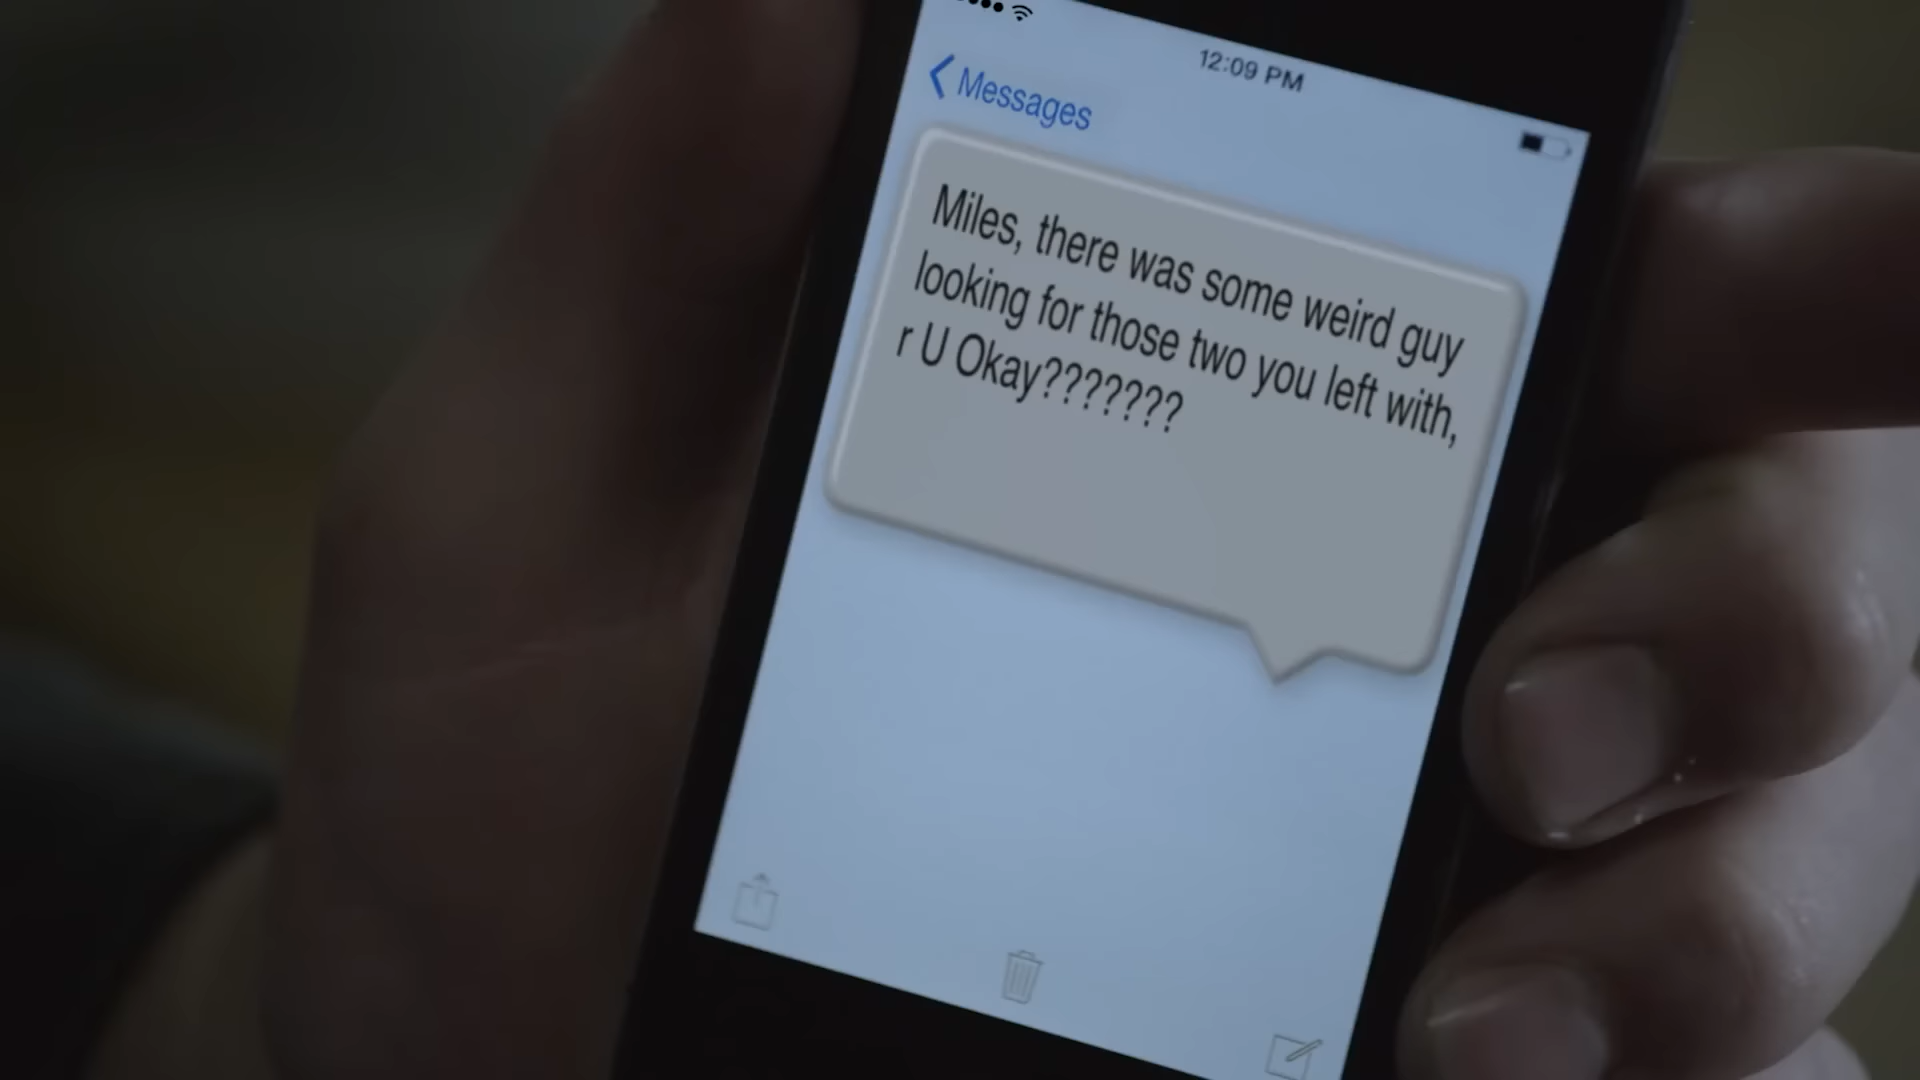 12:09 PM
Messages
Miles, there was some weird guy
looking for those two you left with,
r U Okay???????